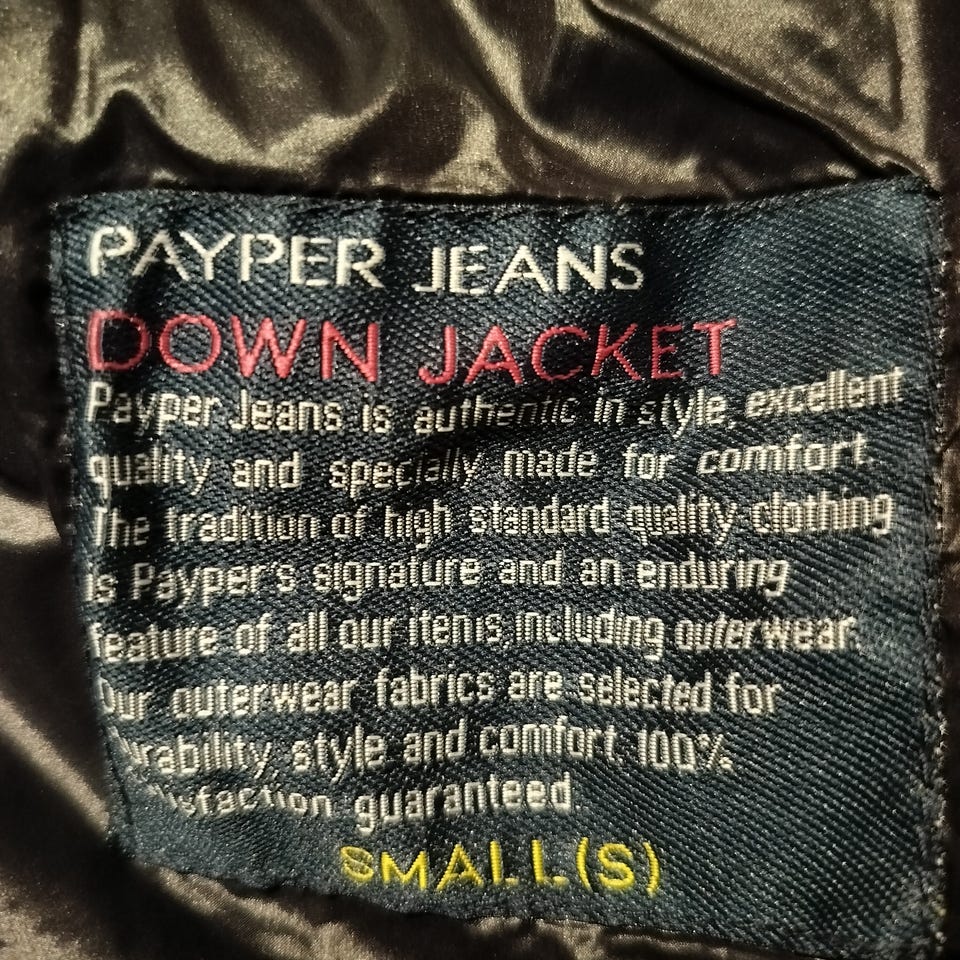 PAYPER JEANS
DOWN JACKET
Payper Jeans is authentic in style, excellent
quality and specially made for comfort.
The tradition of high standard quality clothing
is Payper's signature and an enduring
feature of all our items, including outerwear.
Our outerwear fabrics are selected for
durability, style and comfort. 100%
satisfaction guaranteed.
SMALL(S)